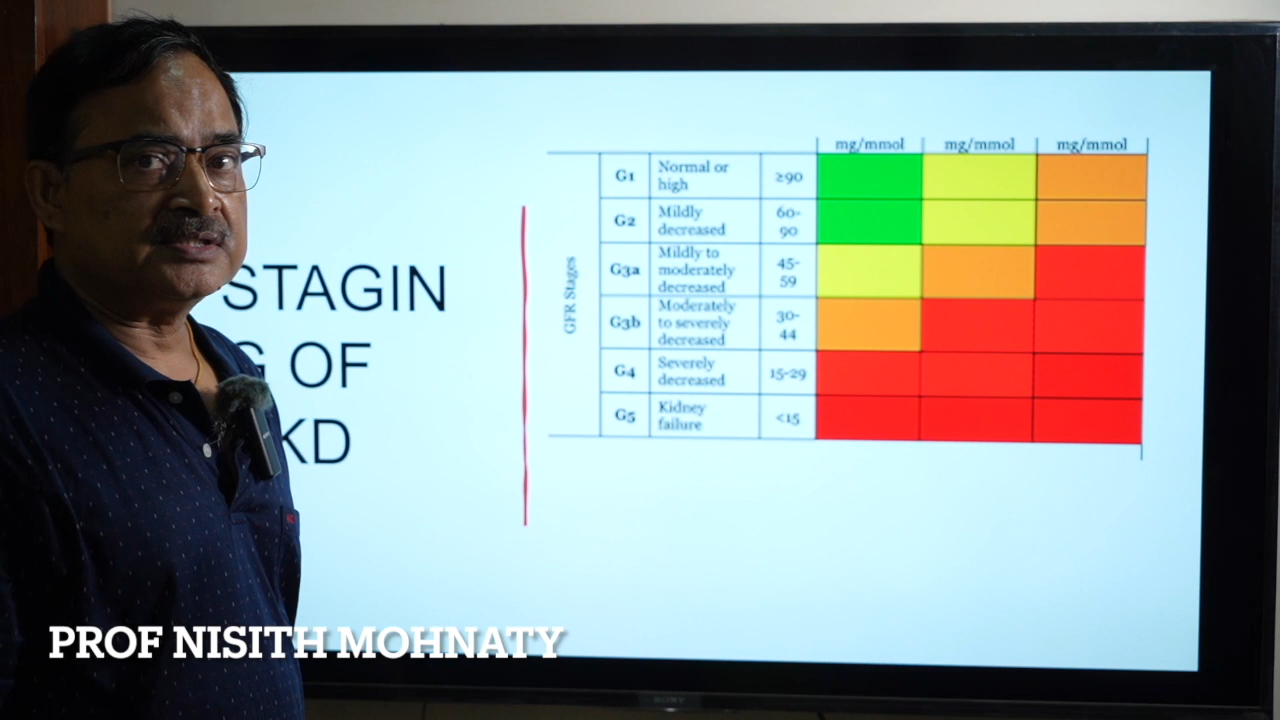 STAGIN
G OF
KD
mg/mmol mg/mmol mg/mmol
GFR Stages
G1 Normal or high ≥90
G2 Mildly decreased 60-90
G3a Mildly to moderately decreased 45-59
G3b Moderately to severely decreased 30-44
G4 Severely decreased 15-29
G5 Kidney failure <15
PROF NISITH MOHNATY
SONY